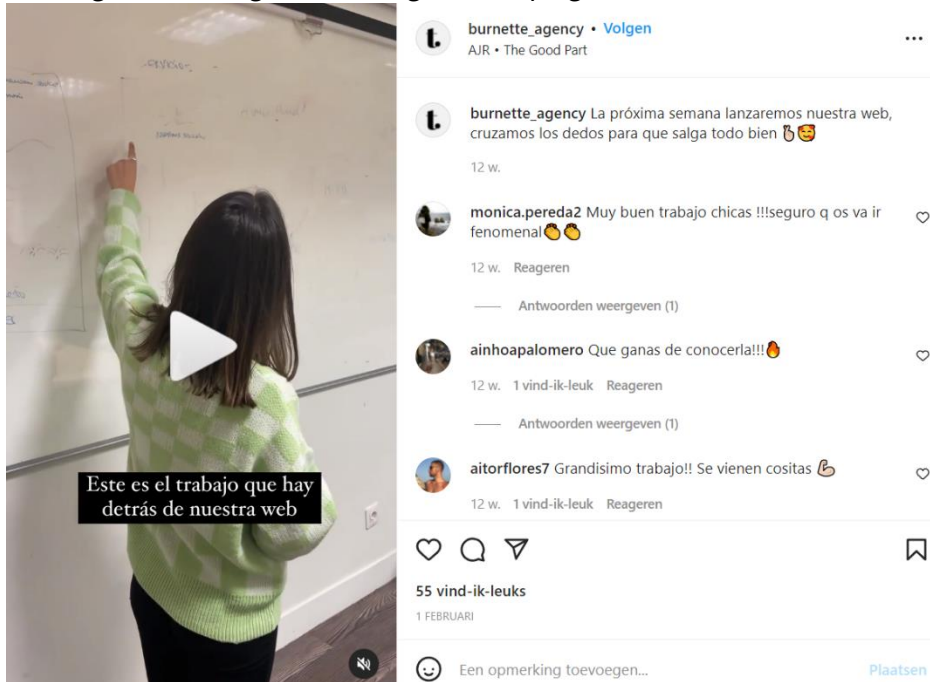 burnette_agency • Volgen
AJR • The Good Part
burnette_agency La próxima semana lanzaremos nuestra web,
cruzamos los dedos para que salga todo bien 🤞🏻🥰
12 w.
monica.pereda2 Muy buen trabajo chicas !!!seguro q os va ir
fenomenal👏👏
12 w. Reageren
Antwoorden weergeven (1)
ainhoapalomero Que ganas de conocerla!!!🔥
12 w. 1 vind-ik-leuk Reageren
Antwoorden weergeven (1)
aitorflores7 Grandisimo trabajo!! Se vienen cositas 💪🏻
12 w. 1 vind-ik-leuk Reageren
55 vind-ik-leuks
1 FEBRUARI
Een opmerking toevoegen... Plaatsen
Este es el trabajo que hay
detrás de nuestra web
t.
t.